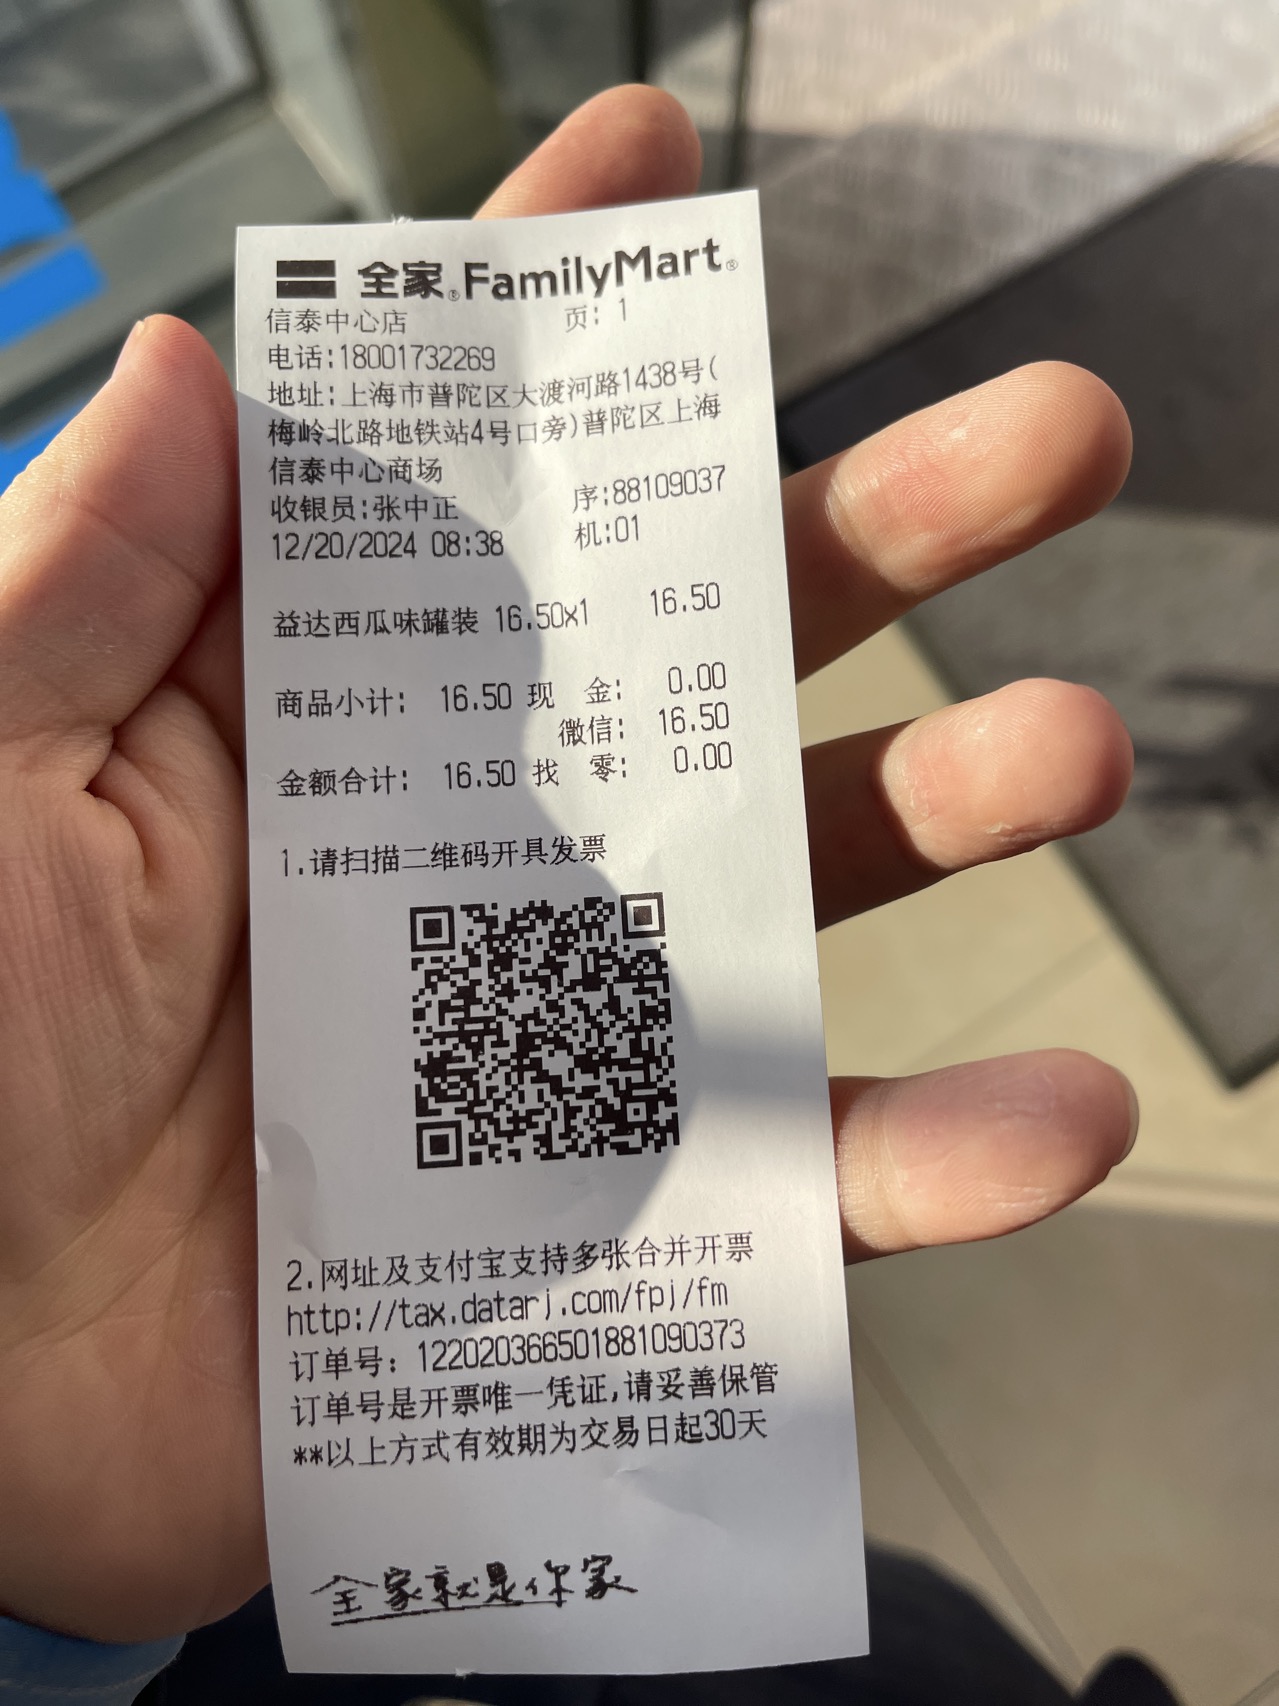 全家® FamilyMart®
信泰中心店 页: 1
电话:18001732269
地址:上海市普陀区大渡河路1438号(
梅岭北路地铁站4号口旁)普陀区上海
信泰中心商场
收银员:张中正 序:88109037
12/20/2024 08:38 机:01
益达西瓜味罐装 16.50x1 16.50
商品小计: 16.50 现 金: 0.00
微信: 16.50
金额合计: 16.50 找 零: 0.00
1.请扫描二维码开具发票
2.网址及支付宝支持多张合并开票
http://tax.datarj.com/fpj/fm
订单号: 122020366501881090373
订单号是开票唯一凭证,请妥善保管
**以上方式有效期为交易日起30天
全家就是你家